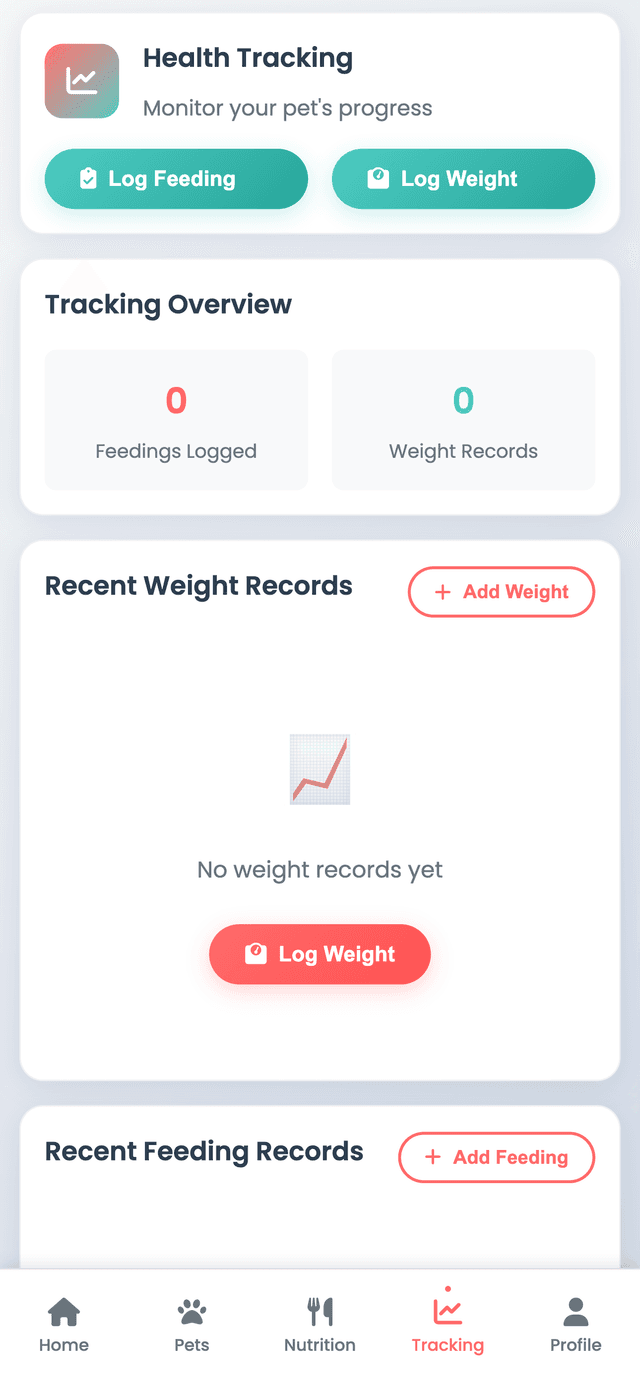 Health Tracking
Monitor your pet's progress
Log Feeding
Log Weight
Tracking Overview
0
Feedings Logged
0
Weight Records
Recent Weight Records
+ Add Weight
No weight records yet
Log Weight
Recent Feeding Records
+ Add Feeding
Home
Pets
Nutrition
Tracking
Profile